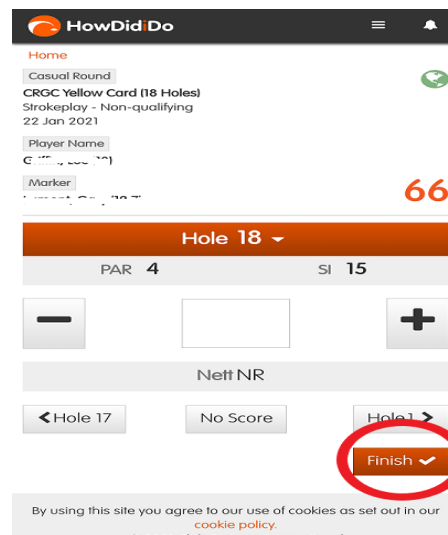 HowDidiDo
Home
Casual Round
CRGC Yellow Card (18 Holes)
Strokeplay - Non-qualifying
22 Jan 2021
Player Name
Marker
66
Hole 18
PAR 4 SI 15
Nett NR
Hole 17 No Score Hole 1
Finish
By using this site you agree to our use of cookies as set out in our
cookie policy.